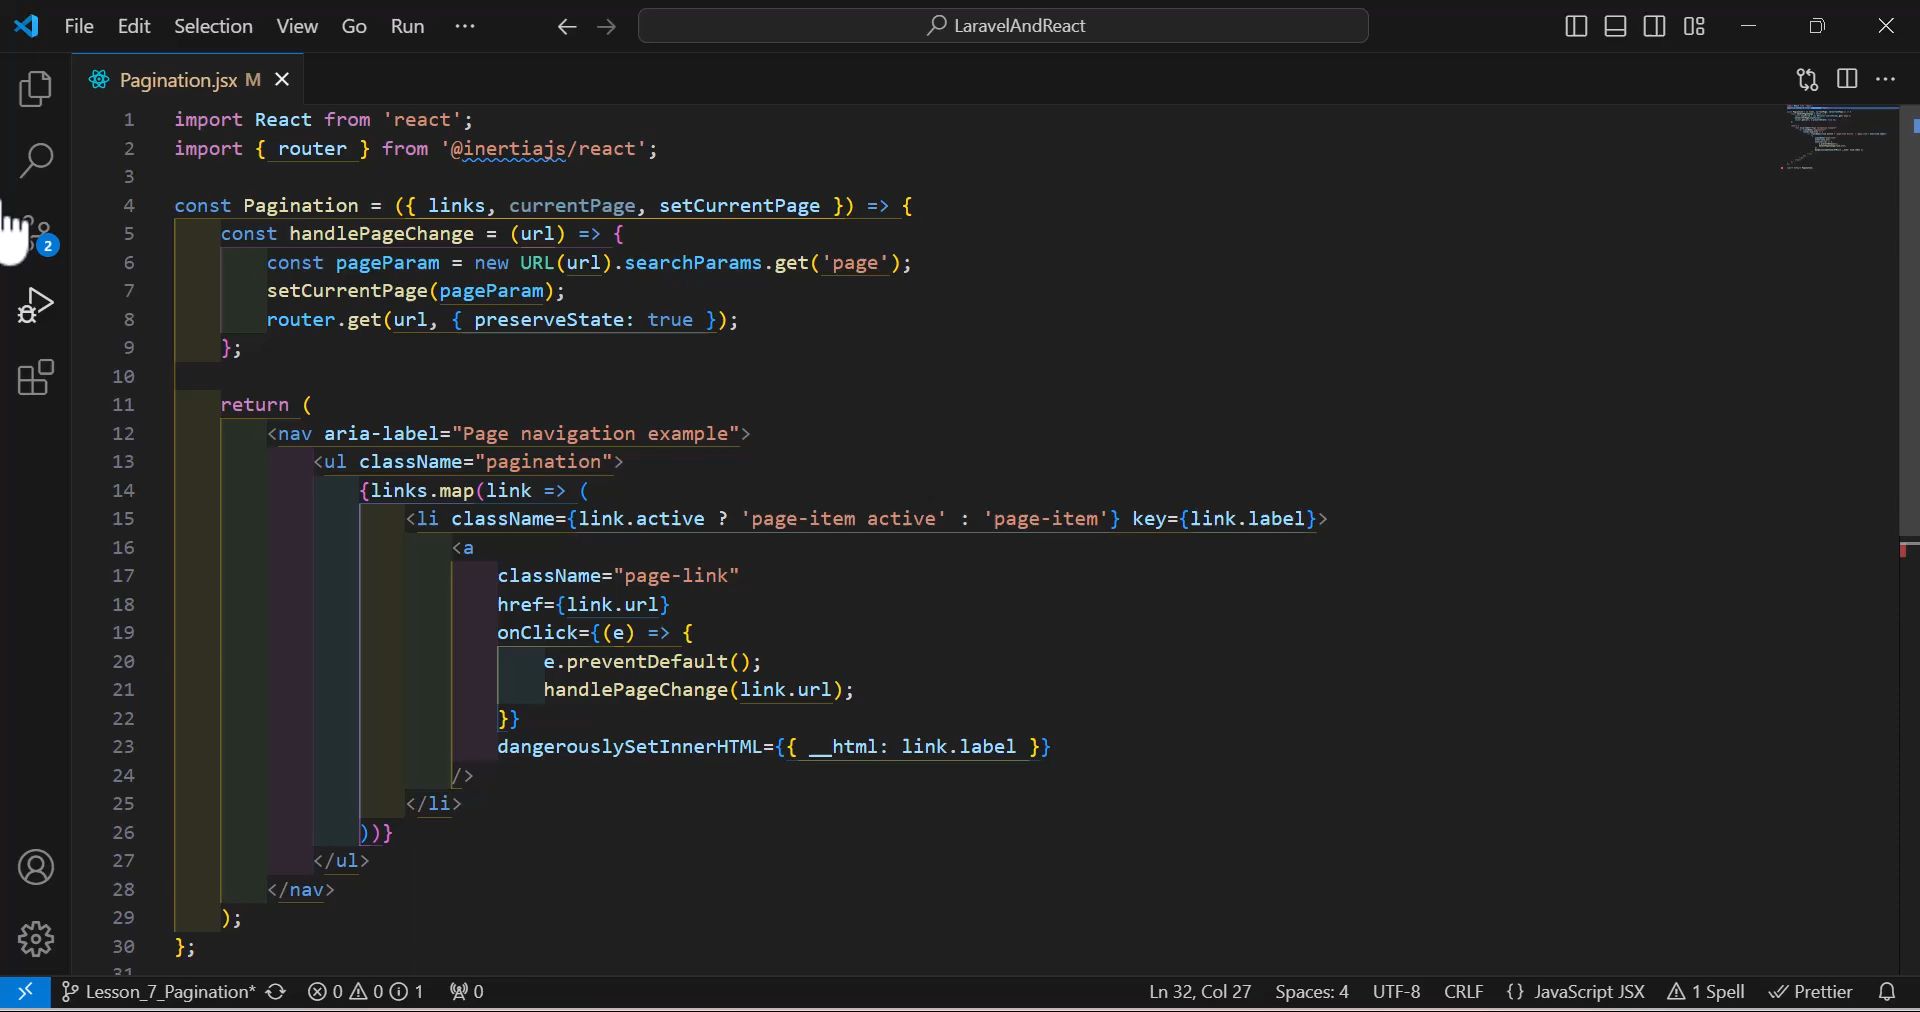 File Edit Selection View Go Run ··· LaravelAndReact
Pagination.jsx M
1 import React from 'react';
2 import { router } from '@inertiajs/react';
3
4 const Pagination = ({ links, currentPage, setCurrentPage }) => {
5 const handlePageChange = (url) => {
6 const pageParam = new URL(url).searchParams.get('page');
7 setCurrentPage(pageParam);
8 router.get(url, { preserveState: true });
9 };
10
11 return (
12 <nav aria-label="Page navigation example">
13 <ul className="pagination">
14 {links.map(link => (
15 <li className={link.active ? 'page-item active' : 'page-item'} key={link.label}>
16 <a
17 className="page-link"
18 href={link.url}
19 onClick={(e) => {
20 e.preventDefault();
21 handlePageChange(link.url);
22 }}
23 dangerouslySetInnerHTML={{ __html: link.label }}
24 />
25 </li>
26 ))}
27 </ul>
28 </nav>
29 );
30 };
31
2
Lesson_7_Pagination* 0 0 1 0 Ln 32, Col 27 Spaces: 4 UTF-8 CRLF {} JavaScript JSX 1 Spell Prettier